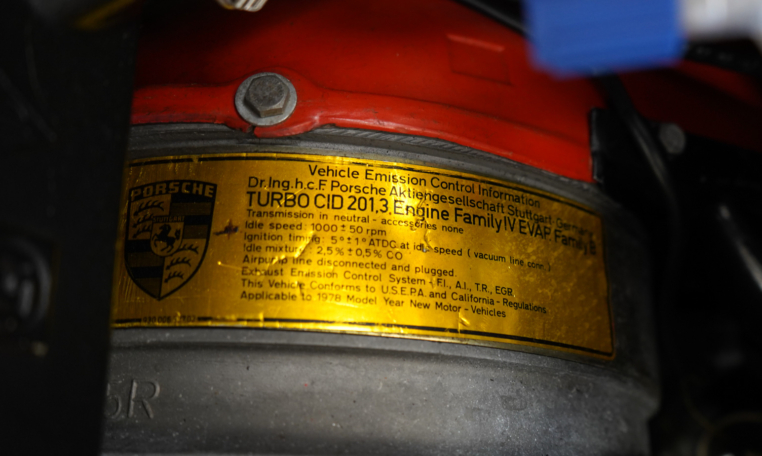 PORSCHE
Vehicle Emission Control Information
Dr.Ing.h.c.F. Porsche Aktiengesellschaft Stuttgart-Germany
TURBO CID 201,3, Engine Family IV EVAP Family B
Transmission in neutral - accessories none
Idle speed: 1000 ± 50 rpm
Ignition timing: 5° ± 1° ATDC at idle speed ( vacuum line conn. )
Idle mixture: 2,5 % ± 0,5 % CO
Airpump line disconnected and plugged
Exhaust Emission Control System - F.I., A.I., T.R., EGR
This Vehicle Conforms to U.S.E.P.A. and California - Regulations,
Applicable to 1978 Model Year New Motor - Vehicles